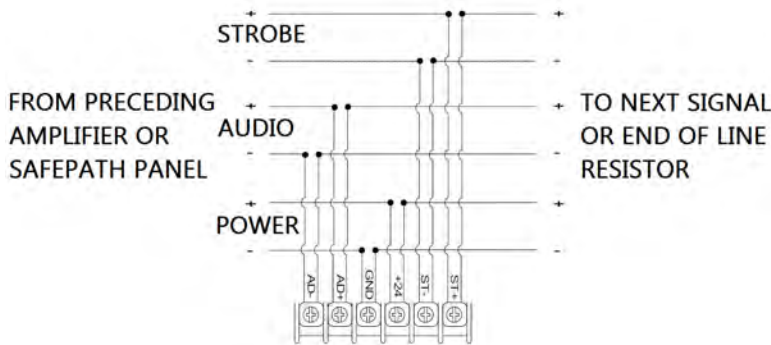 + +
STROBE
- -
FROM PRECEDING
AMPLIFIER OR
SAFEPATH PANEL
+ +
AUDIO
- -
TO NEXT SIGNAL
OR END OF LINE
RESISTOR
+ +
POWER
- -
AD-
AD+
GND
+24
ST-
ST+